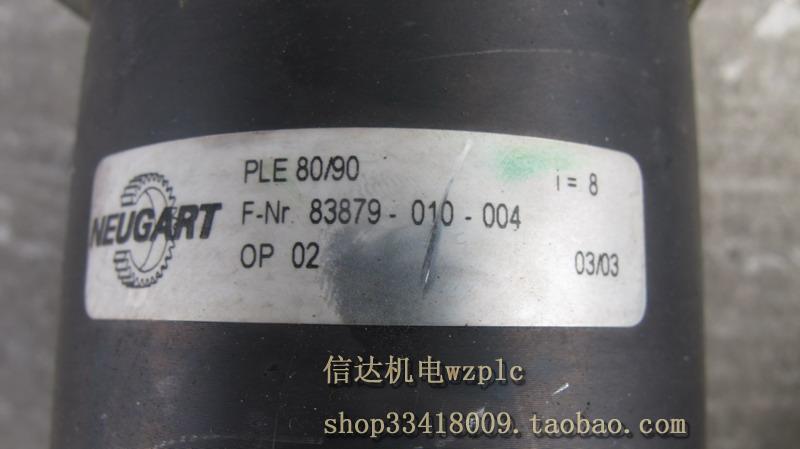 NEUGART
PLE 80/90
i = 8
F-Nr. 83879 - 010 - 004
OP 02
03/03
信达机电wzplc
shop33418009.taobao.com